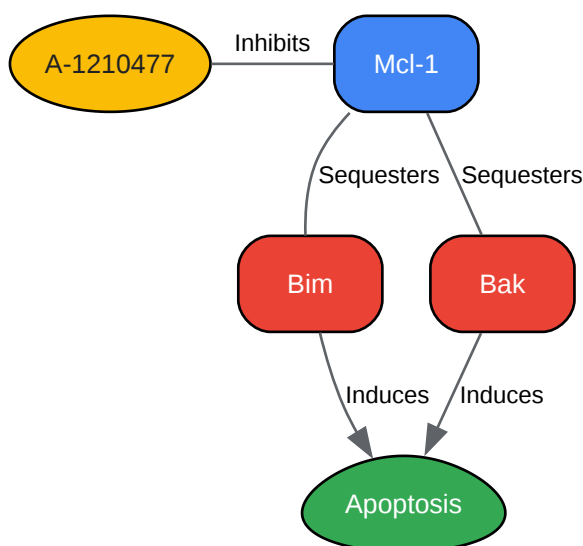 Inhibits
A-1210477
Mcl-1
Sequesters
Sequesters
Bim
Bak
Induces
Induces
Apoptosis